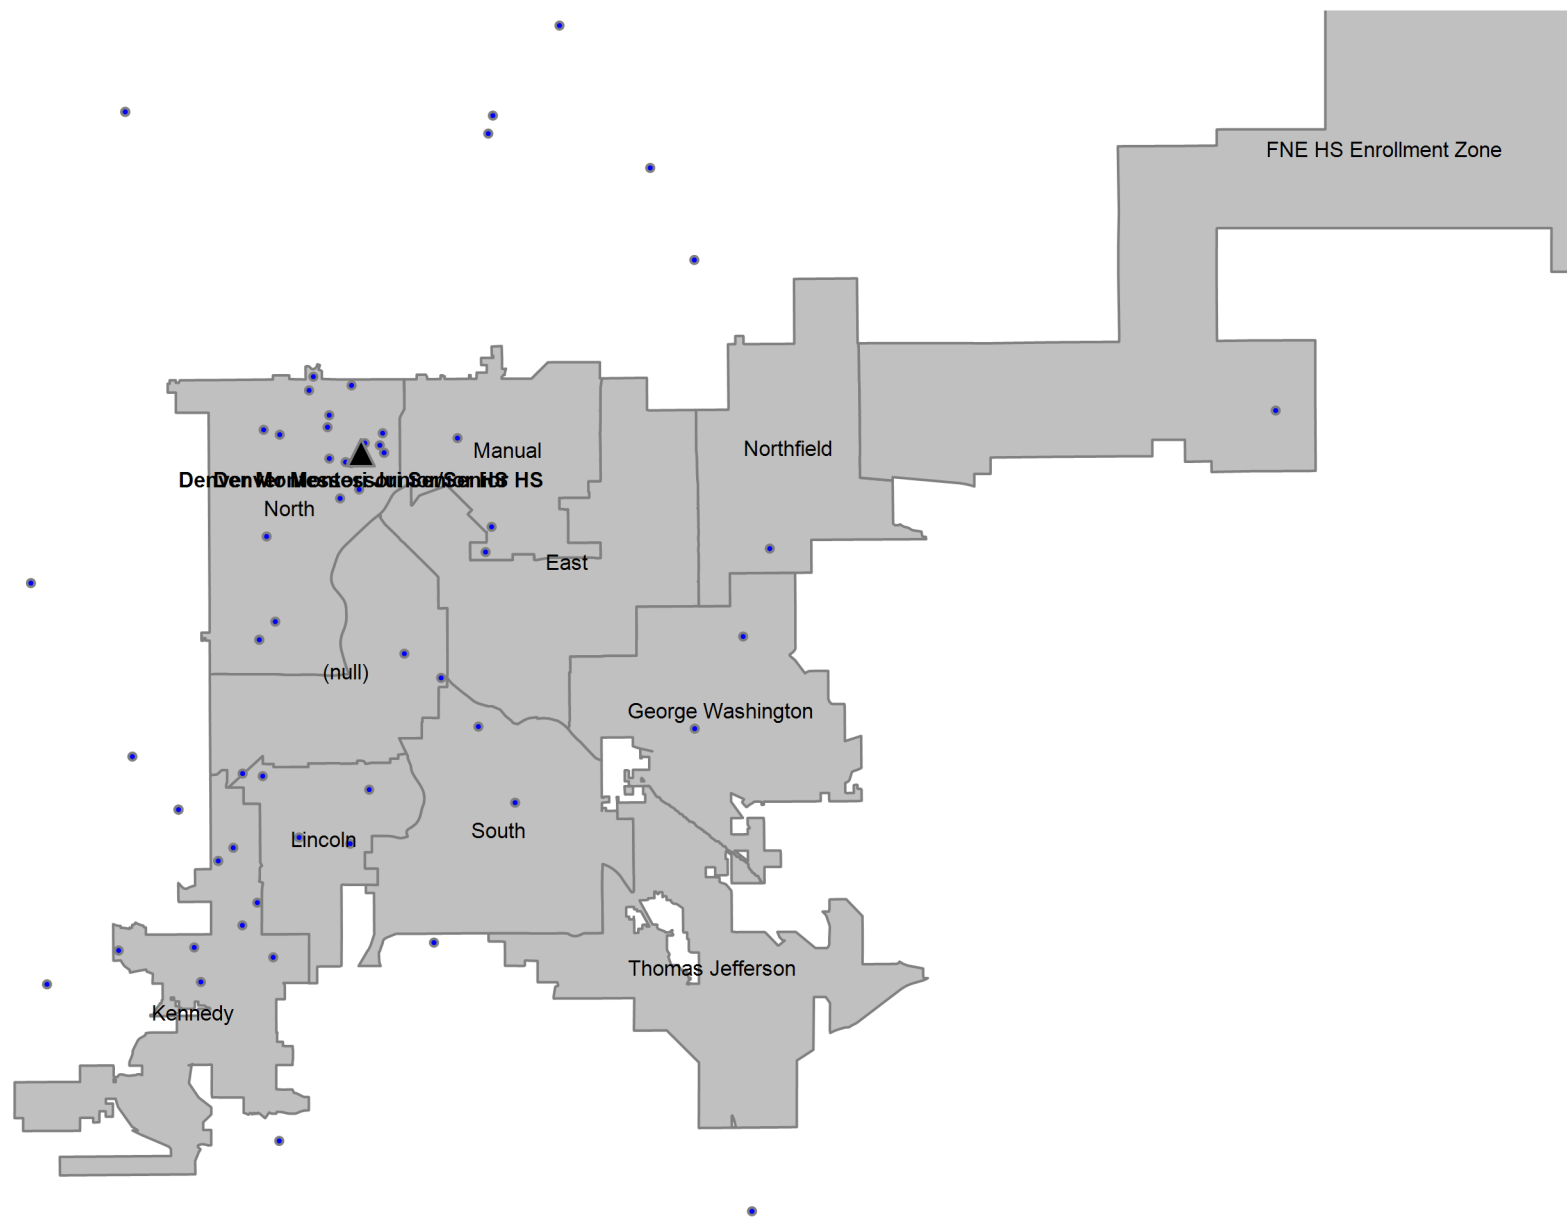 FNE HS Enrollment Zone
Manual
Northfield
North
East
(null)
George Washington
Lincoln
South
Thomas Jefferson
Kennedy